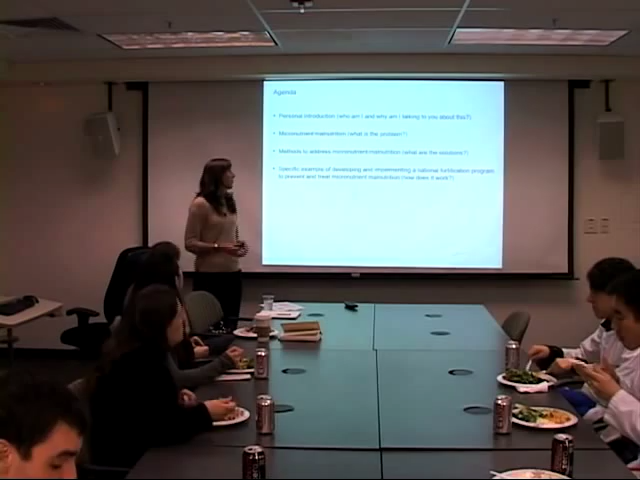 Agenda
• Personal introduction (who am I and why am I talking to you about this?)
• Micronutrient malnutrition (what is the problem?)
• Methods to address micronutrient malnutrition (what are the solutions?)
• Specific example of developing and implementing a national fortification program
to prevent and treat micronutrient malnutrition (how does it work?)